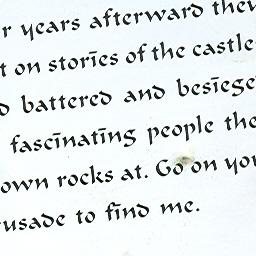 r years afterward they
t on stories of the castle
d battered and besiege
fascinating people the
own rocks at. Go on you
usade to find me.